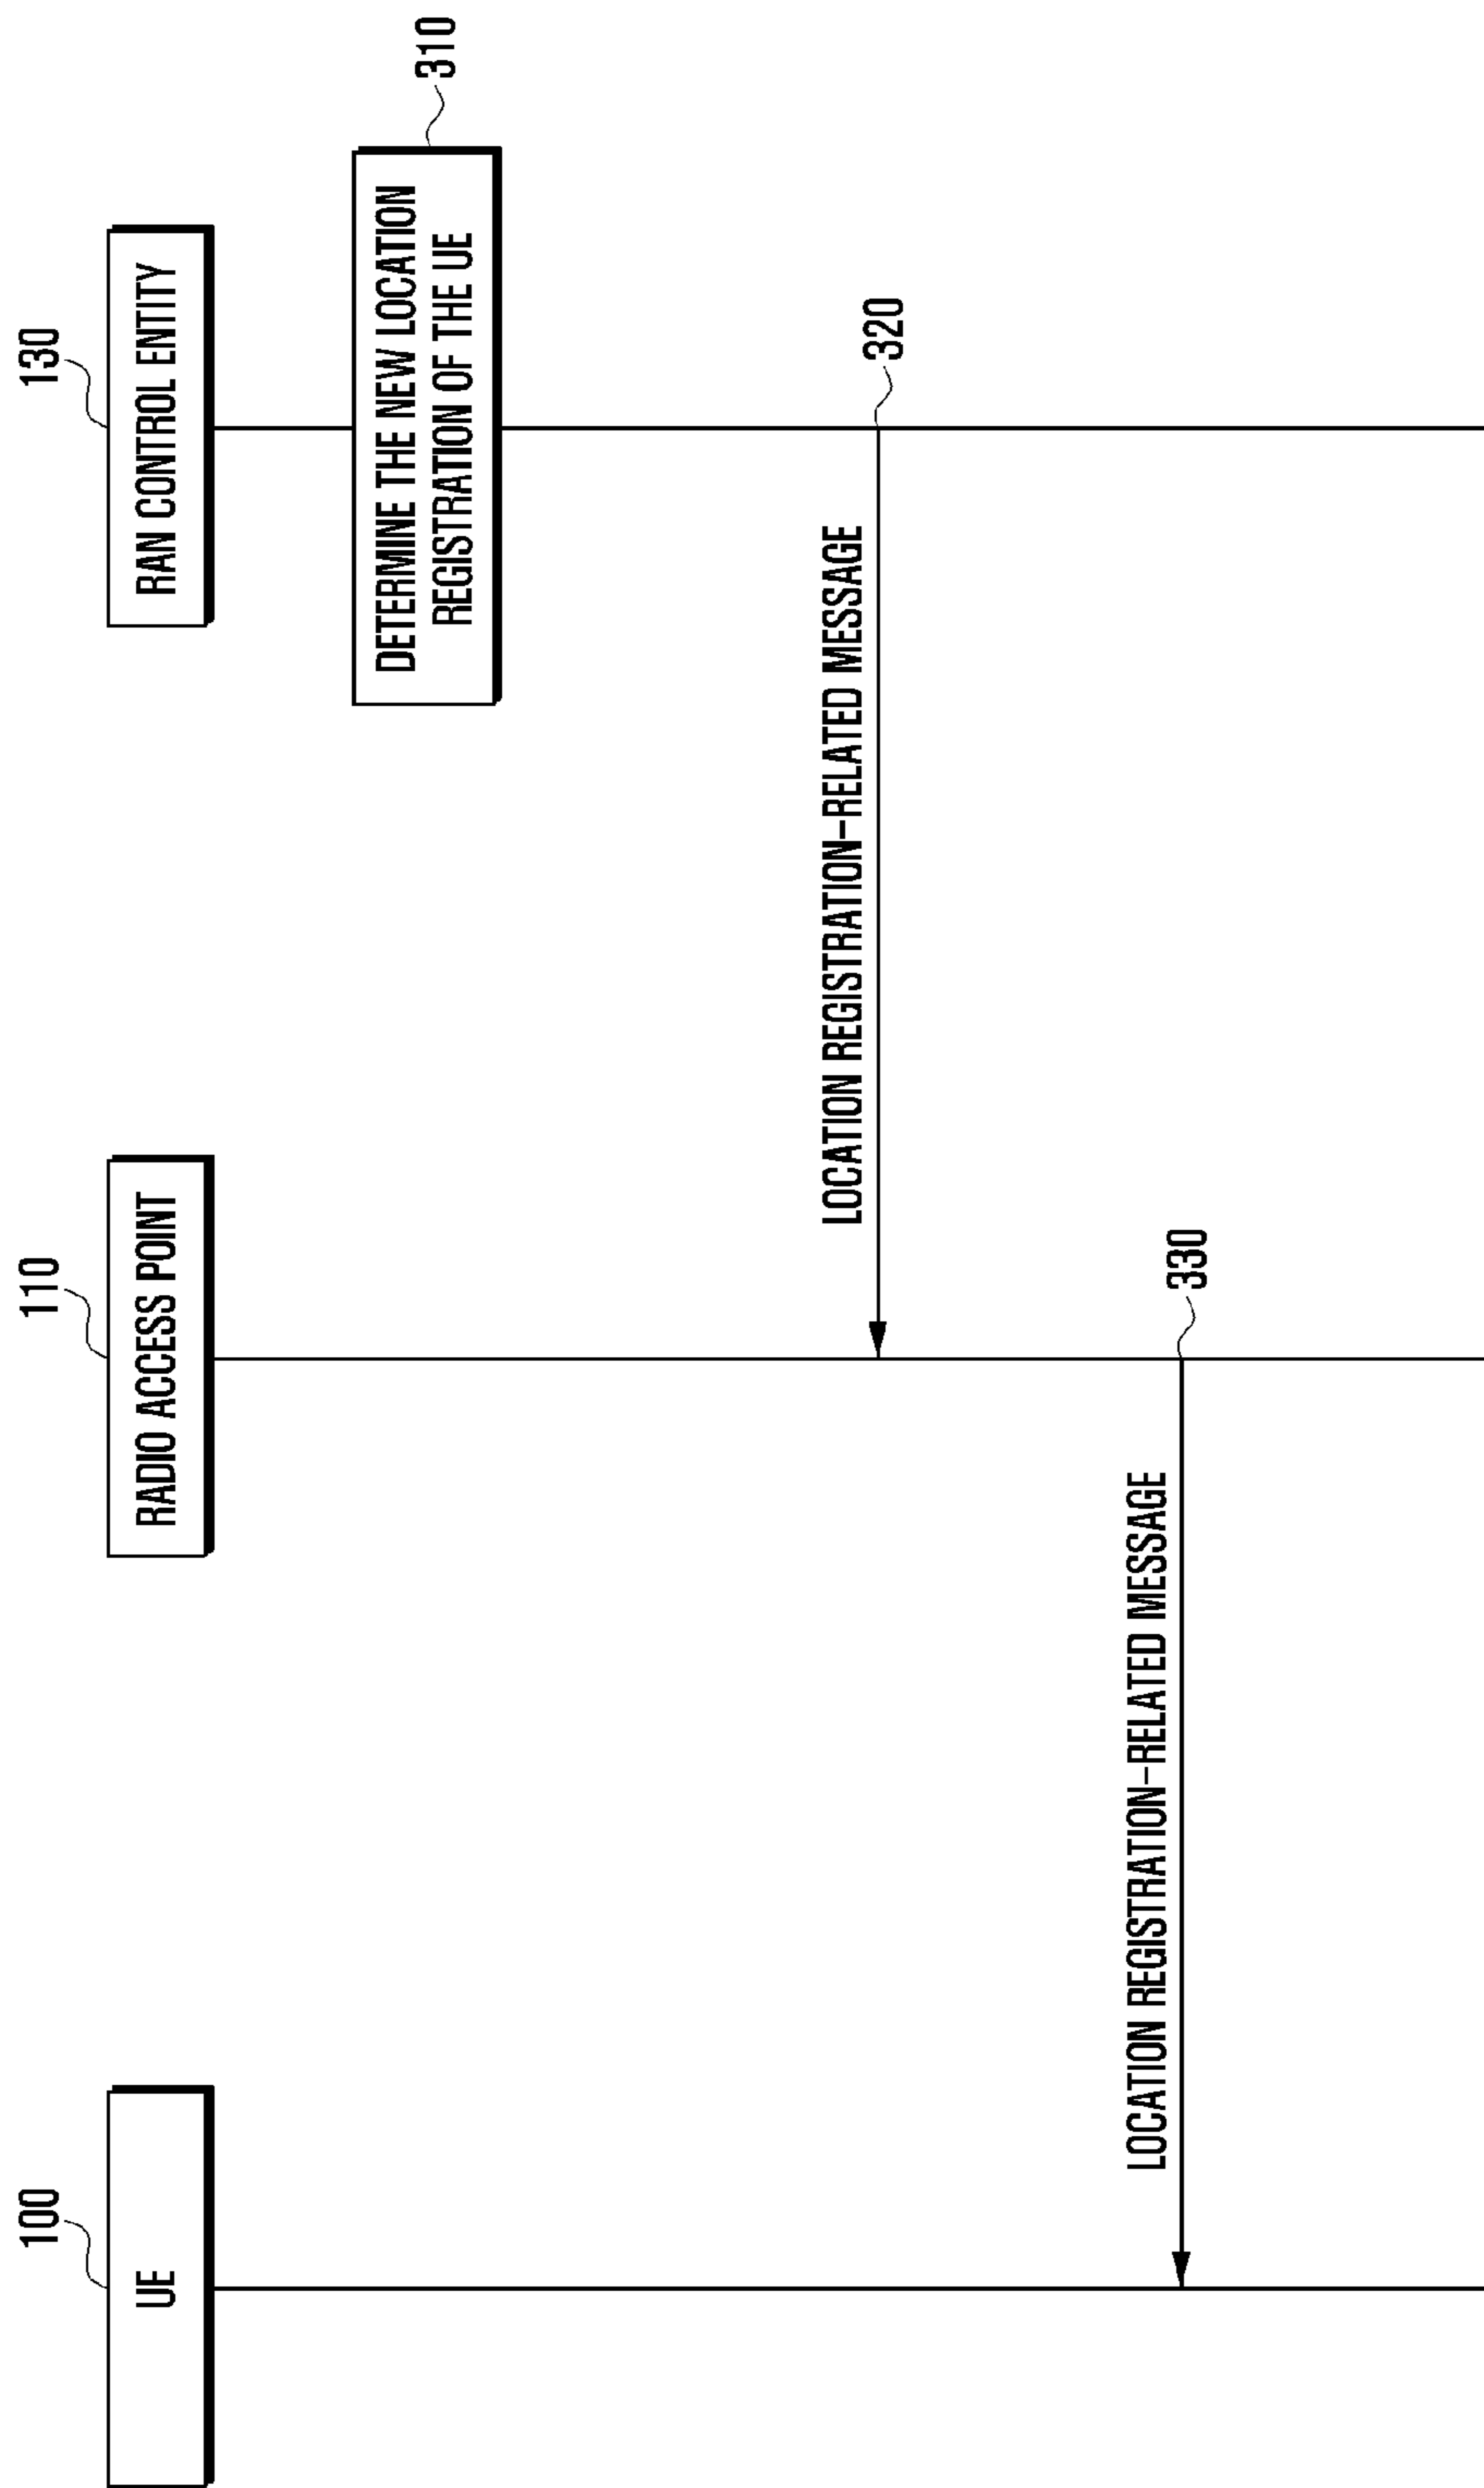 100
110
130
UE
RADIO ACCESS POINT
RAN CONTROL ENTITY
DETERMINE THE NEW LOCATION
REGISTRATION OF THE UE
310
LOCATION REGISTRATION-RELATED MESSAGE
320
LOCATION REGISTRATION-RELATED MESSAGE
330